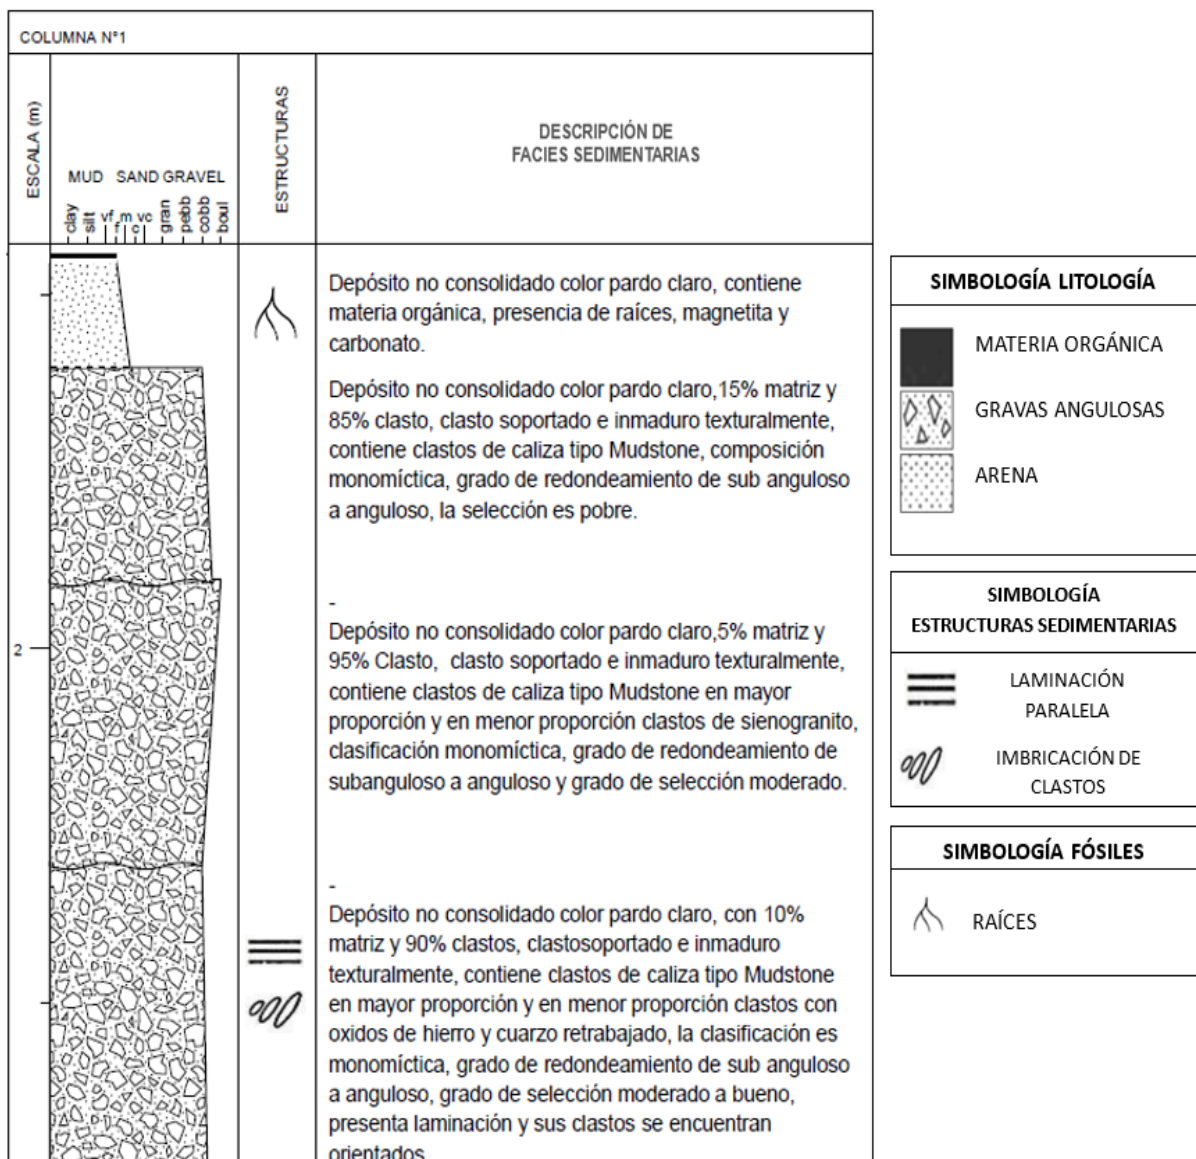 COLUMNA N°1
ESCALA (m)
MUD SAND GRAVEL
clay
silt
vf
f
m
c
vc
gran
pebb
cobb
boul
ESTRUCTURAS
DESCRIPCIÓN DE
FACIES SEDIMENTARIAS
Depósito no consolidado color pardo claro, contiene
materia orgánica, presencia de raíces, magnetita y
carbonato.
Depósito no consolidado color pardo claro,15% matriz y
85% clasto, clasto soportado e inmaduro texturalmente,
contiene clastos de caliza tipo Mudstone, composición
monomíctica, grado de redondeamiento de sub anguloso
a anguloso, la selección es pobre.
-
Depósito no consolidado color pardo claro,5% matriz y
95% Clasto, clasto soportado e inmaduro texturalmente,
contiene clastos de caliza tipo Mudstone en mayor
proporción y en menor proporción clastos de sienogranito,
clasificación monomíctica, grado de redondeamiento de
subanguloso a anguloso y grado de selección moderado.
2
-
Depósito no consolidado color pardo claro, con 10%
matriz y 90% clastos, clastosoportado e inmaduro
texturalmente, contiene clastos de caliza tipo Mudstone
en mayor proporción y en menor proporción clastos con
oxidos de hierro y cuarzo retrabajado, la clasificación es
monomíctica, grado de redondeamiento de sub anguloso
a anguloso, grado de selección moderado a bueno,
presenta laminación y sus clastos se encuentran
orientados
SIMBOLOGÍA LITOLOGÍA
MATERIA ORGÁNICA
GRAVAS ANGULOSAS
ARENA
SIMBOLOGÍA
ESTRUCTURAS SEDIMENTARIAS
LAMINACIÓN
PARALELA
IMBRICACIÓN DE
CLASTOS
SIMBOLOGÍA FÓSILES
RAÍCES